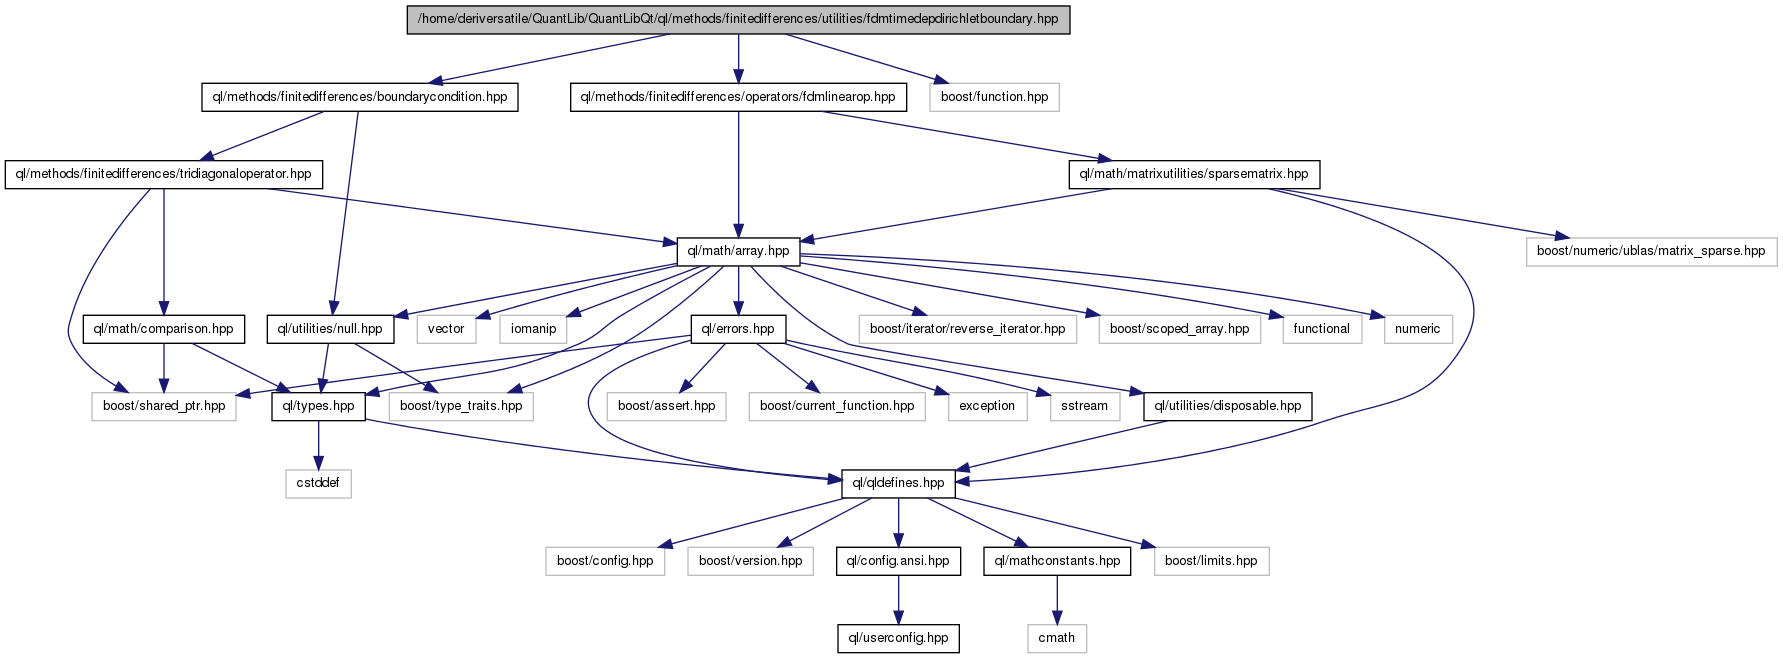 /home/deriversatile/QuantLib/QuantLibQt/ql/methods/finitedifferences/utilities/fdmtimedepdirichletboundary.hpp
ql/methods/finitedifferences/boundarycondition.hpp
ql/methods/finitedifferences/operators/fdmlinearop.hpp
boost/function.hpp
ql/methods/finitedifferences/tridiagonaloperator.hpp
ql/math/matrixutilities/sparsematrix.hpp
ql/math/array.hpp
boost/numeric/ublas/matrix_sparse.hpp
ql/math/comparison.hpp
ql/utilities/null.hpp
vector
iomanip
ql/errors.hpp
boost/iterator/reverse_iterator.hpp
boost/scoped_array.hpp
functional
numeric
boost/shared_ptr.hpp
ql/types.hpp
boost/type_traits.hpp
boost/assert.hpp
boost/current_function.hpp
exception
sstream
ql/utilities/disposable.hpp
cstddef
ql/qldefines.hpp
boost/config.hpp
boost/version.hpp
ql/config.ansi.hpp
ql/mathconstants.hpp
boost/limits.hpp
ql/userconfig.hpp
cmath